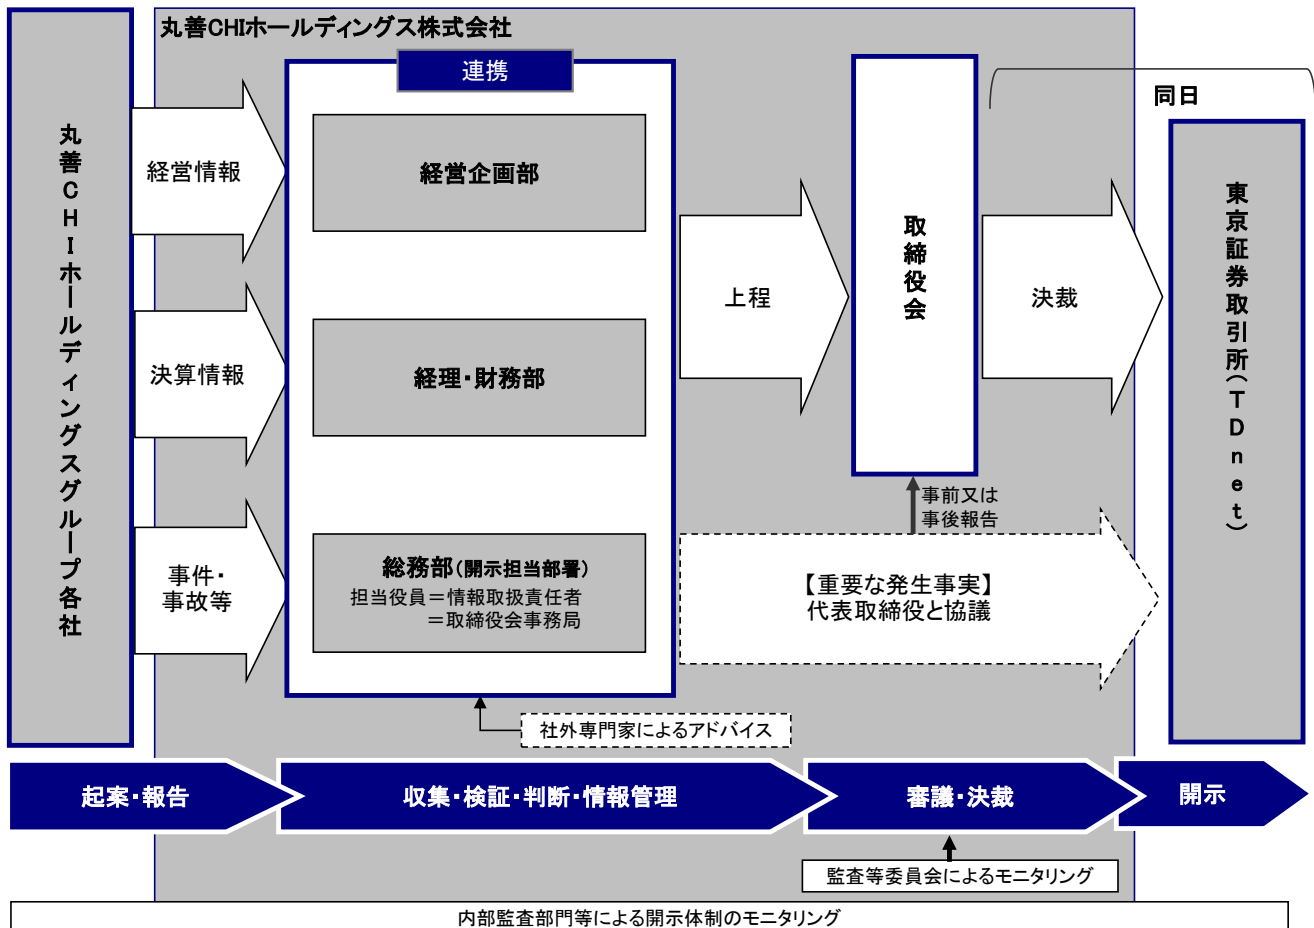 丸善CHIホールディングス株式会社
丸善CHIホールディングスグループ各社
経営情報
決算情報
事件・
事故等
連携
経営企画部
経理・財務部
総務部(開示担当部署)
担当役員＝情報取扱責任者
＝取締役会事務局
社外専門家によるアドバイス
上程
取締役会
事前又は
事後報告
【重要な発生事実】
代表取締役と協議
決裁
同日
東京証券取引所(TDnet)
起案・報告
収集・検証・判断・情報管理
審議・決裁
開示
監査等委員会によるモニタリング
内部監査部門等による開示体制のモニタリング